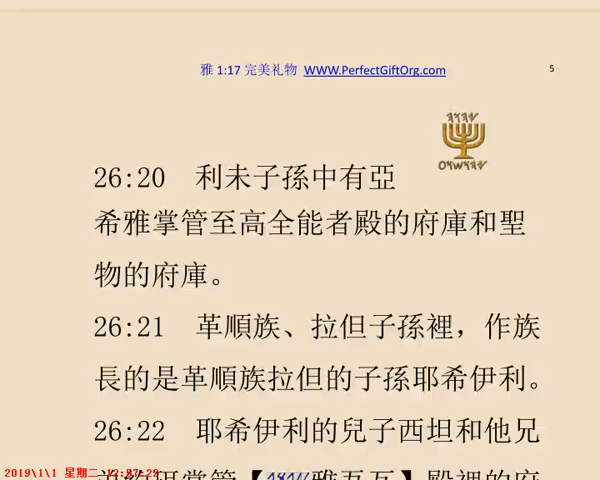 雅 1:17 完美礼物 WWW.PerfectGiftOrg.com
5
26:20 利未子孫中有亞
希雅掌管至高全能者殿的府庫和聖
物的府庫。
26:21 革順族、拉但子孫裡，作族
長的是革順族拉但的子孫耶希伊利。
26:22 耶希伊利的兒子西坦和他兄
殿裡的府
2019\1\1 星期二